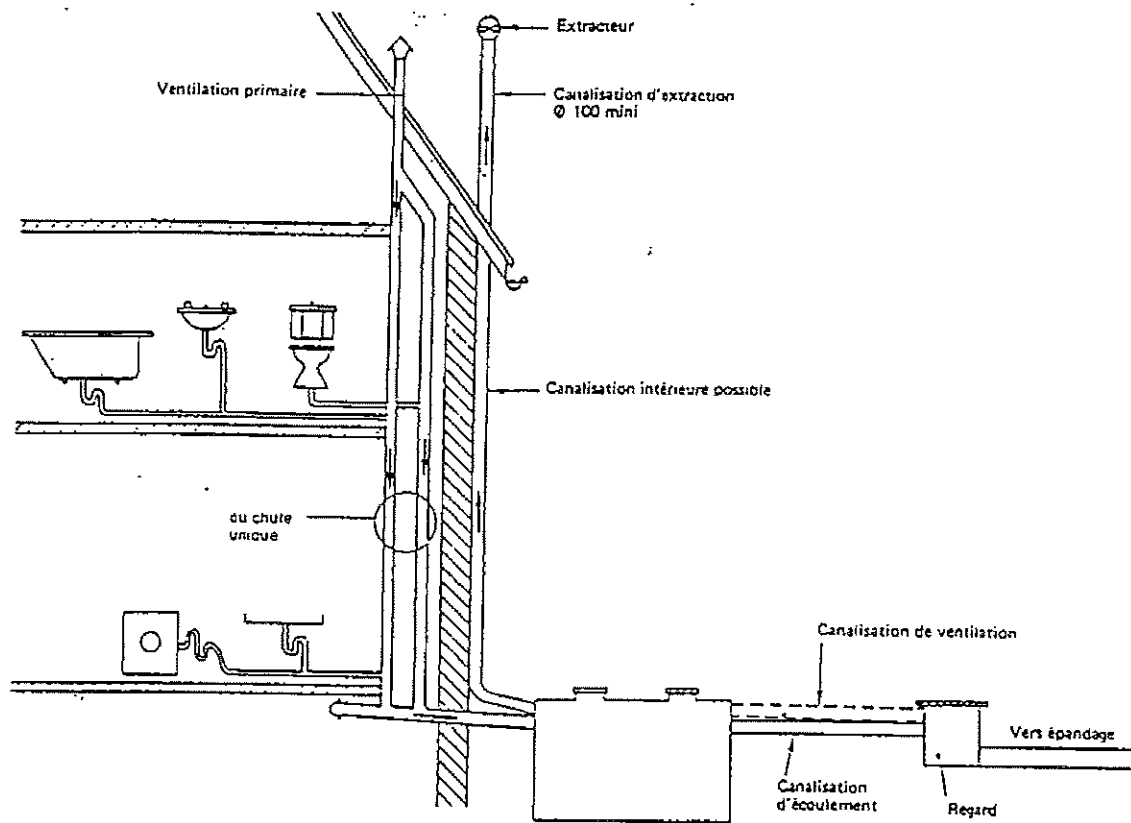 Extracteur
Ventilation primaire
Canalisation d'extraction
Ø 100 mini
Canalisation intérieure possible
ou chute
unique
Canalisation de ventilation
Vers épandage
Canalisation
d'écoulement
Regard